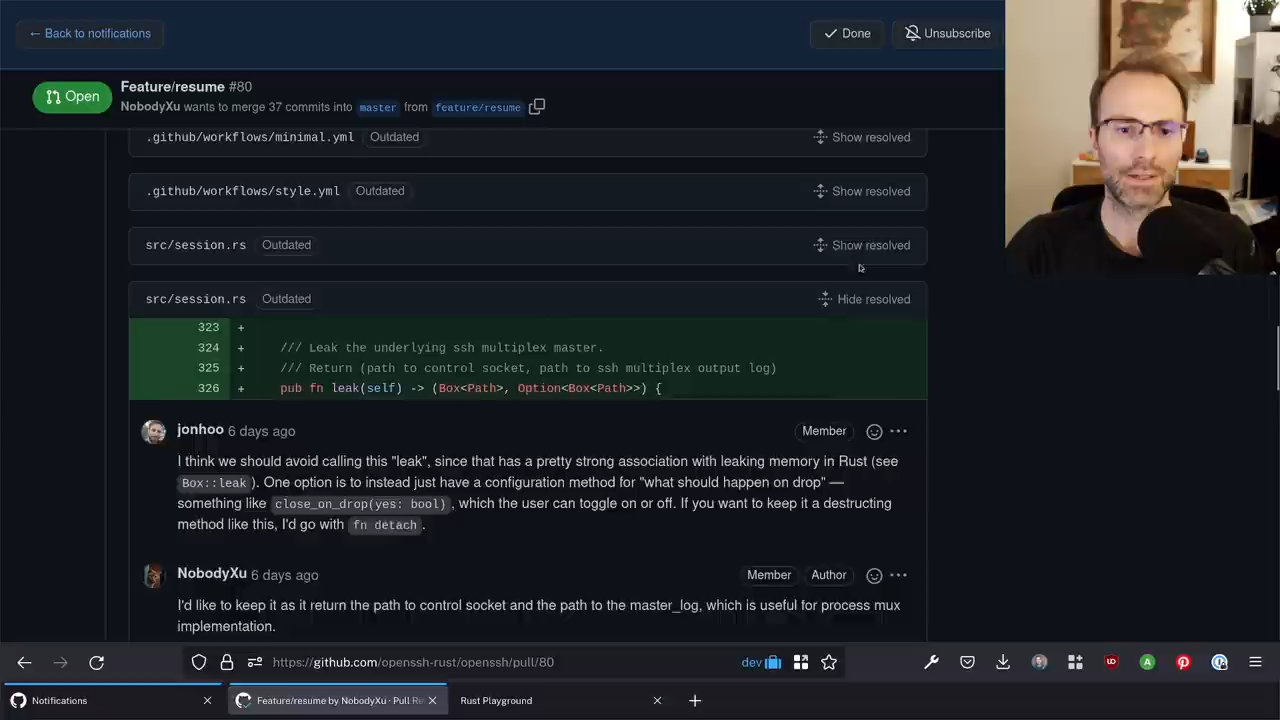 ← Back to notifications
Done
Unsubscribe
Open
Feature/resume #80
NobodyXu wants to merge 37 commits into master from feature/resume
.github/workflows/minimal.yml Outdated Show resolved
.github/workflows/style.yml Outdated Show resolved
src/session.rs Outdated Show resolved
src/session.rs Outdated Hide resolved
323 +
324 + /// Leak the underlying ssh multiplex master.
325 + /// Return (path to control socket, path to ssh multiplex output log)
326 + pub fn leak(self) -> (Box<Path>, Option<Box<Path>>) {
jonhoo 6 days ago Member
I think we should avoid calling this "leak", since that has a pretty strong association with leaking memory in Rust (see
Box::leak). One option is to instead just have a configuration method for "what should happen on drop" —
something like close_on_drop(yes: bool), which the user can toggle on or off. If you want to keep it a destructing
method like this, I'd go with fn detach.
NobodyXu 6 days ago Member Author
I'd like to keep it as it return the path to control socket and the path to the master_log, which is useful for process mux
implementation.
https://github.com/openssh-rust/openssh/pull/80
dev
Notifications
Feature/resume by NobodyXu · Pull Re
Rust Playground